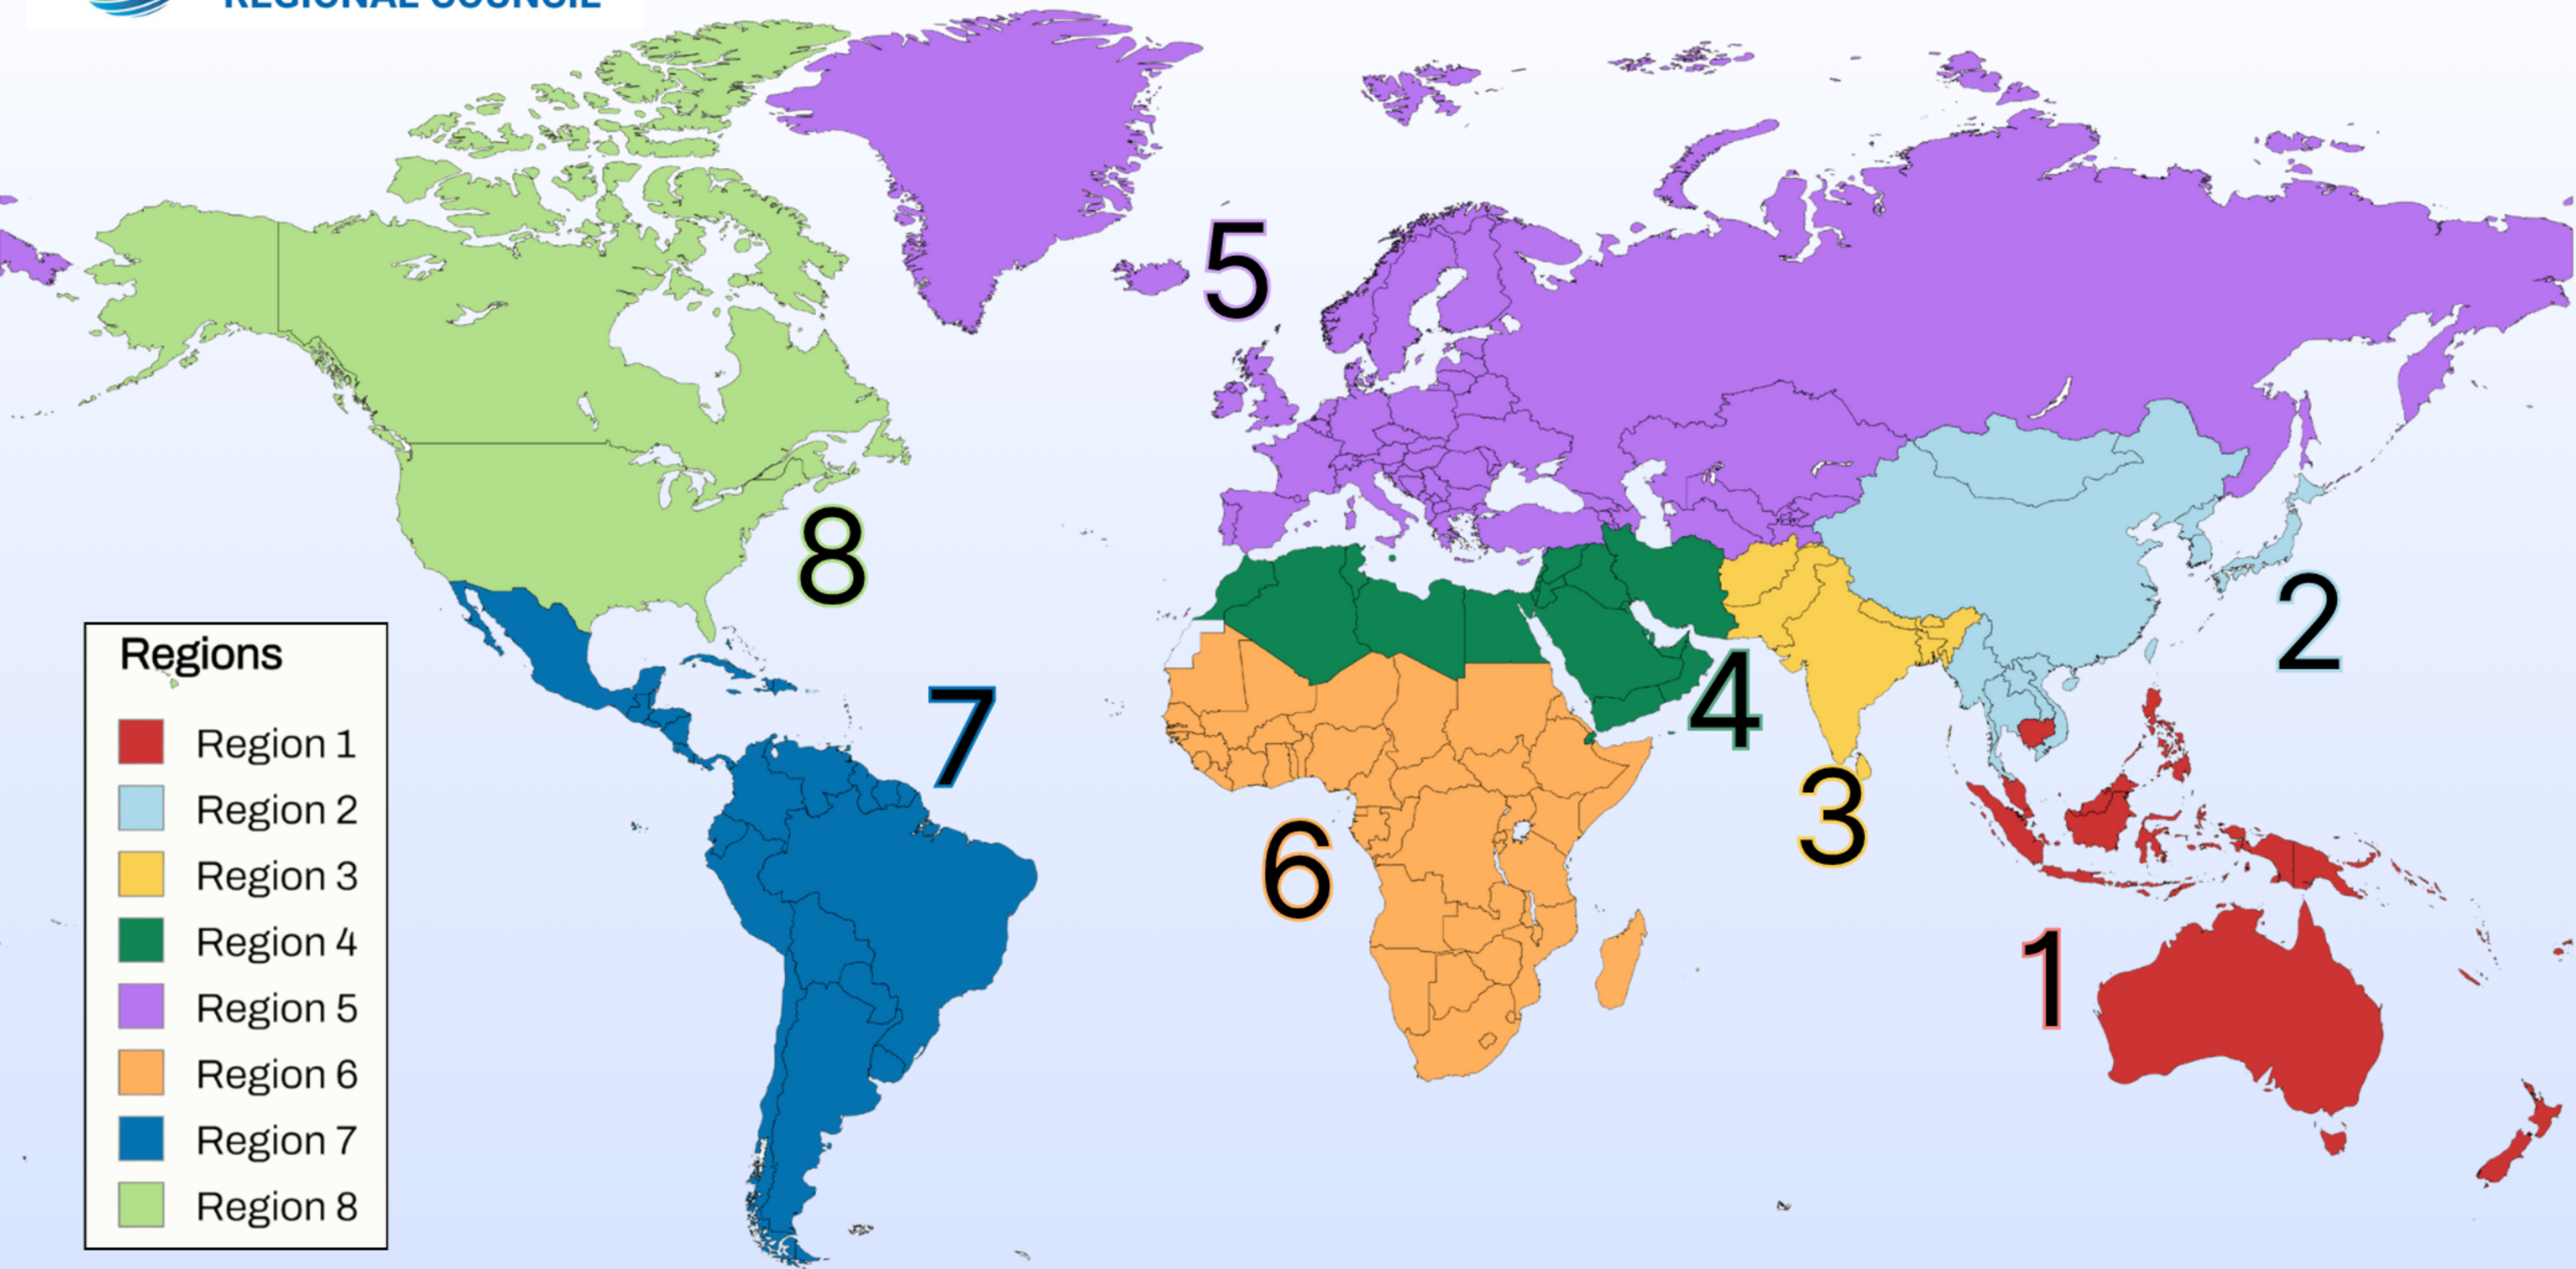 REGIONAL COUNCIL
5
8
2
7
4
3
6
1
Regions
Region 1
Region 2
Region 3
Region 4
Region 5
Region 6
Region 7
Region 8